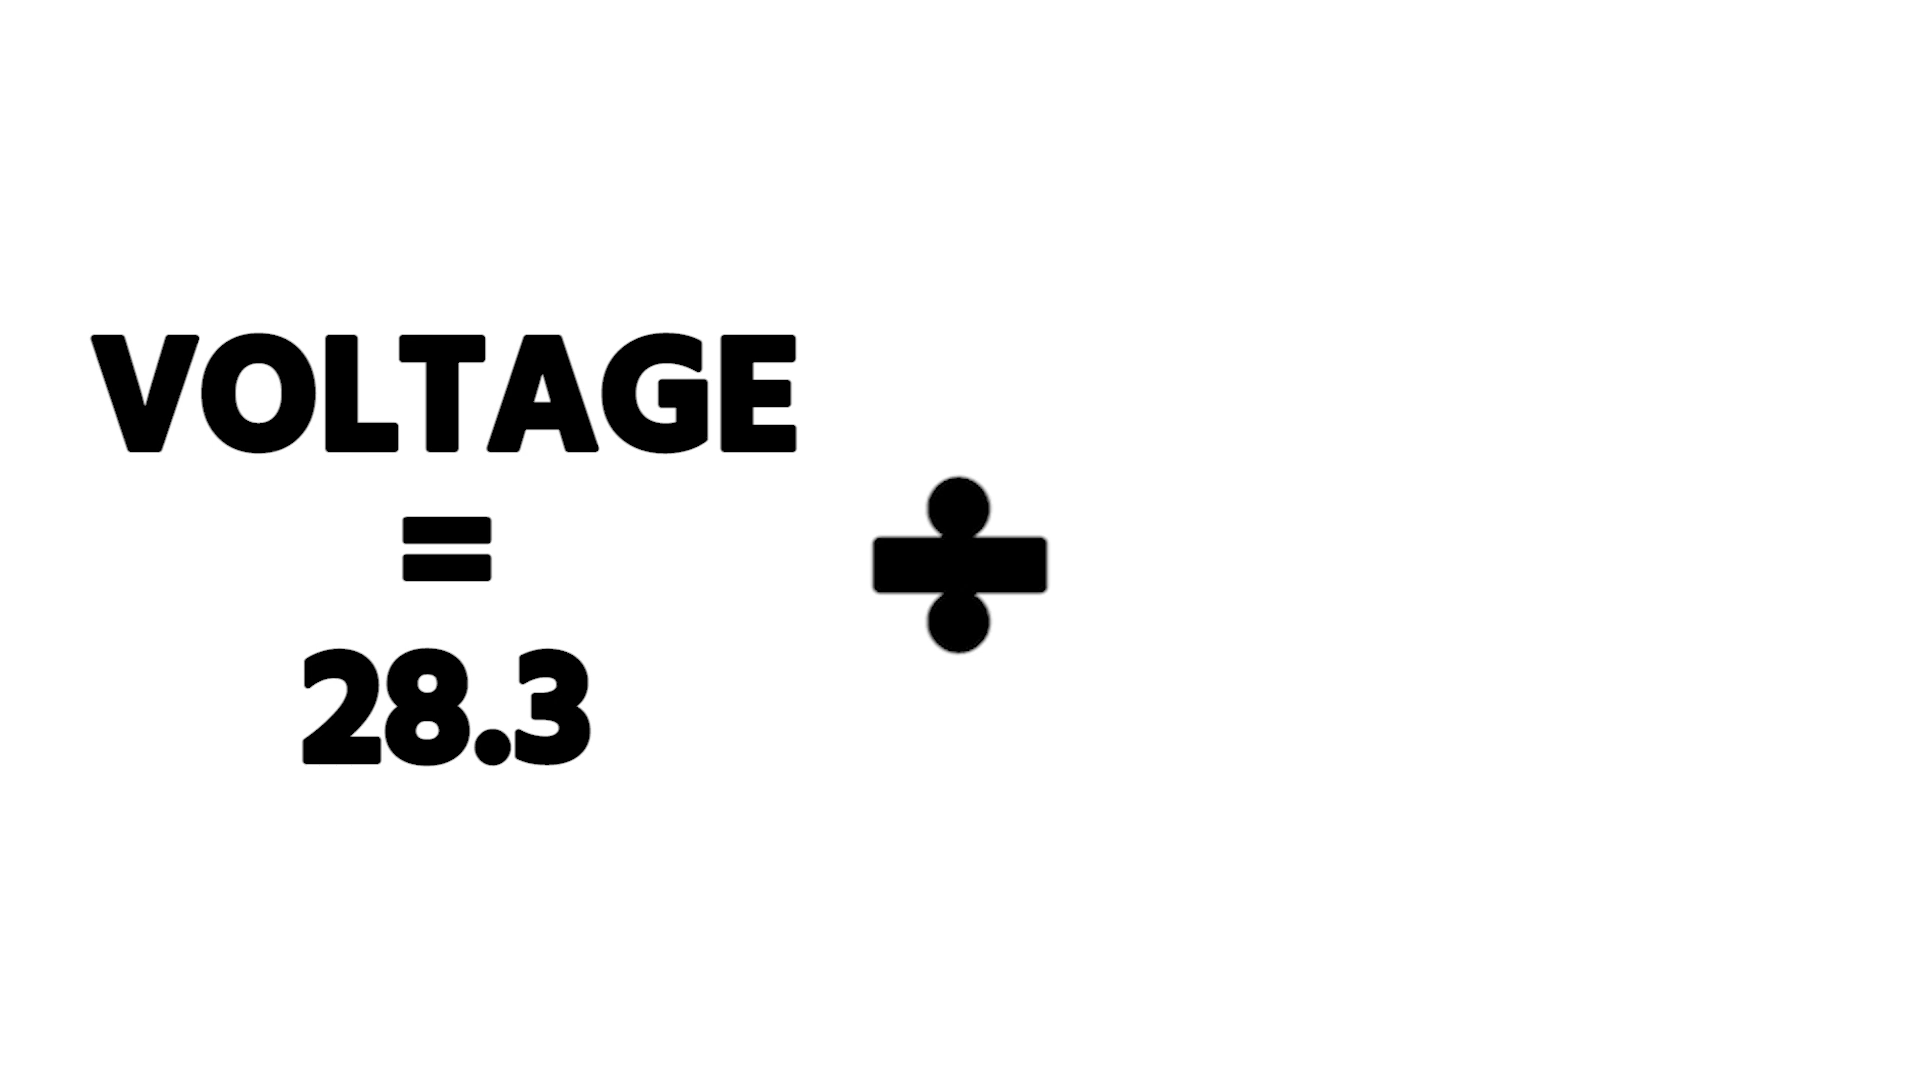 VOLTAGE
=
28.3
÷